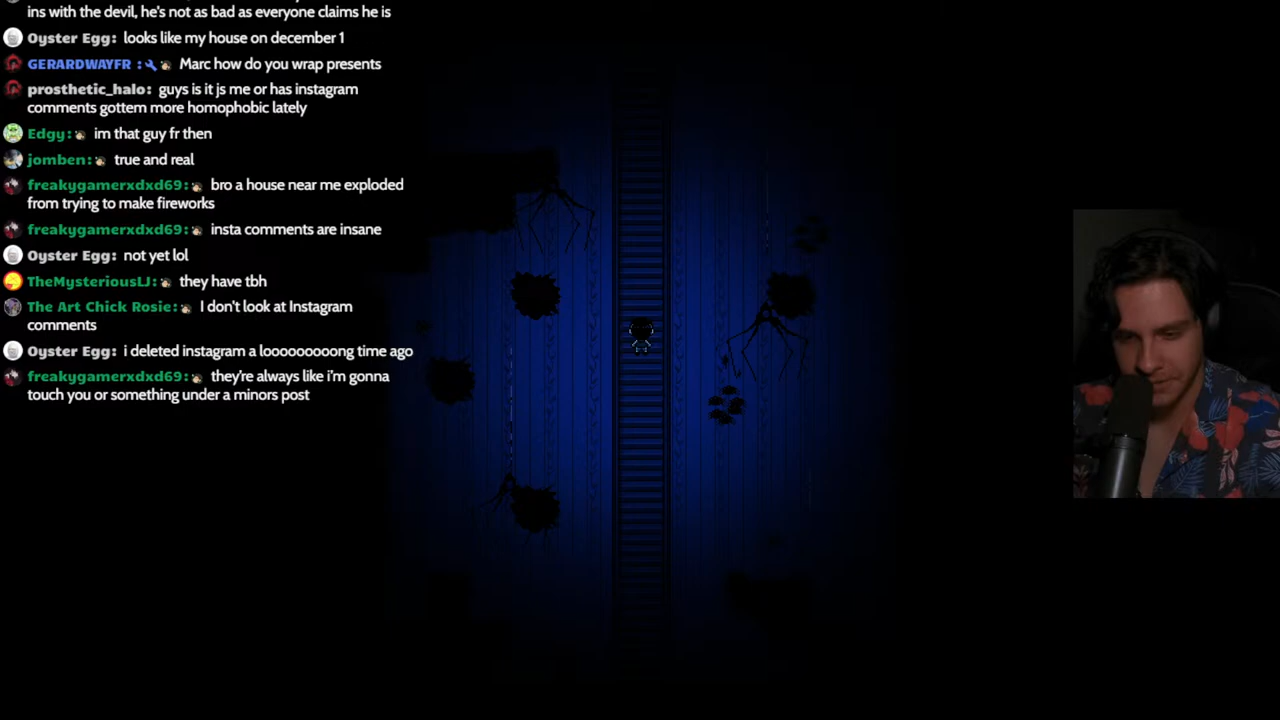 ins with the devil, he's not as bad as everyone claims he is
Oyster Egg: looks like my house on december 1
GERARDWAYFR : Marc how do you wrap presents
prosthetic_halo: guys is it js me or has instagram
comments gottem more homophobic lately
Edgy: im that guy fr then
jomben: true and real
freakygamerxdxd69: bro a house near me exploded
from trying to make fireworks
freakygamerxdxd69: insta comments are insane
Oyster Egg: not yet lol
TheMysteriousLJ: they have tbh
The Art Chick Rosie: I don't look at Instagram
comments
Oyster Egg: i deleted instagram a looooooooong time ago
freakygamerxdxd69: they're always like i'm gonna
touch you or something under a minors post